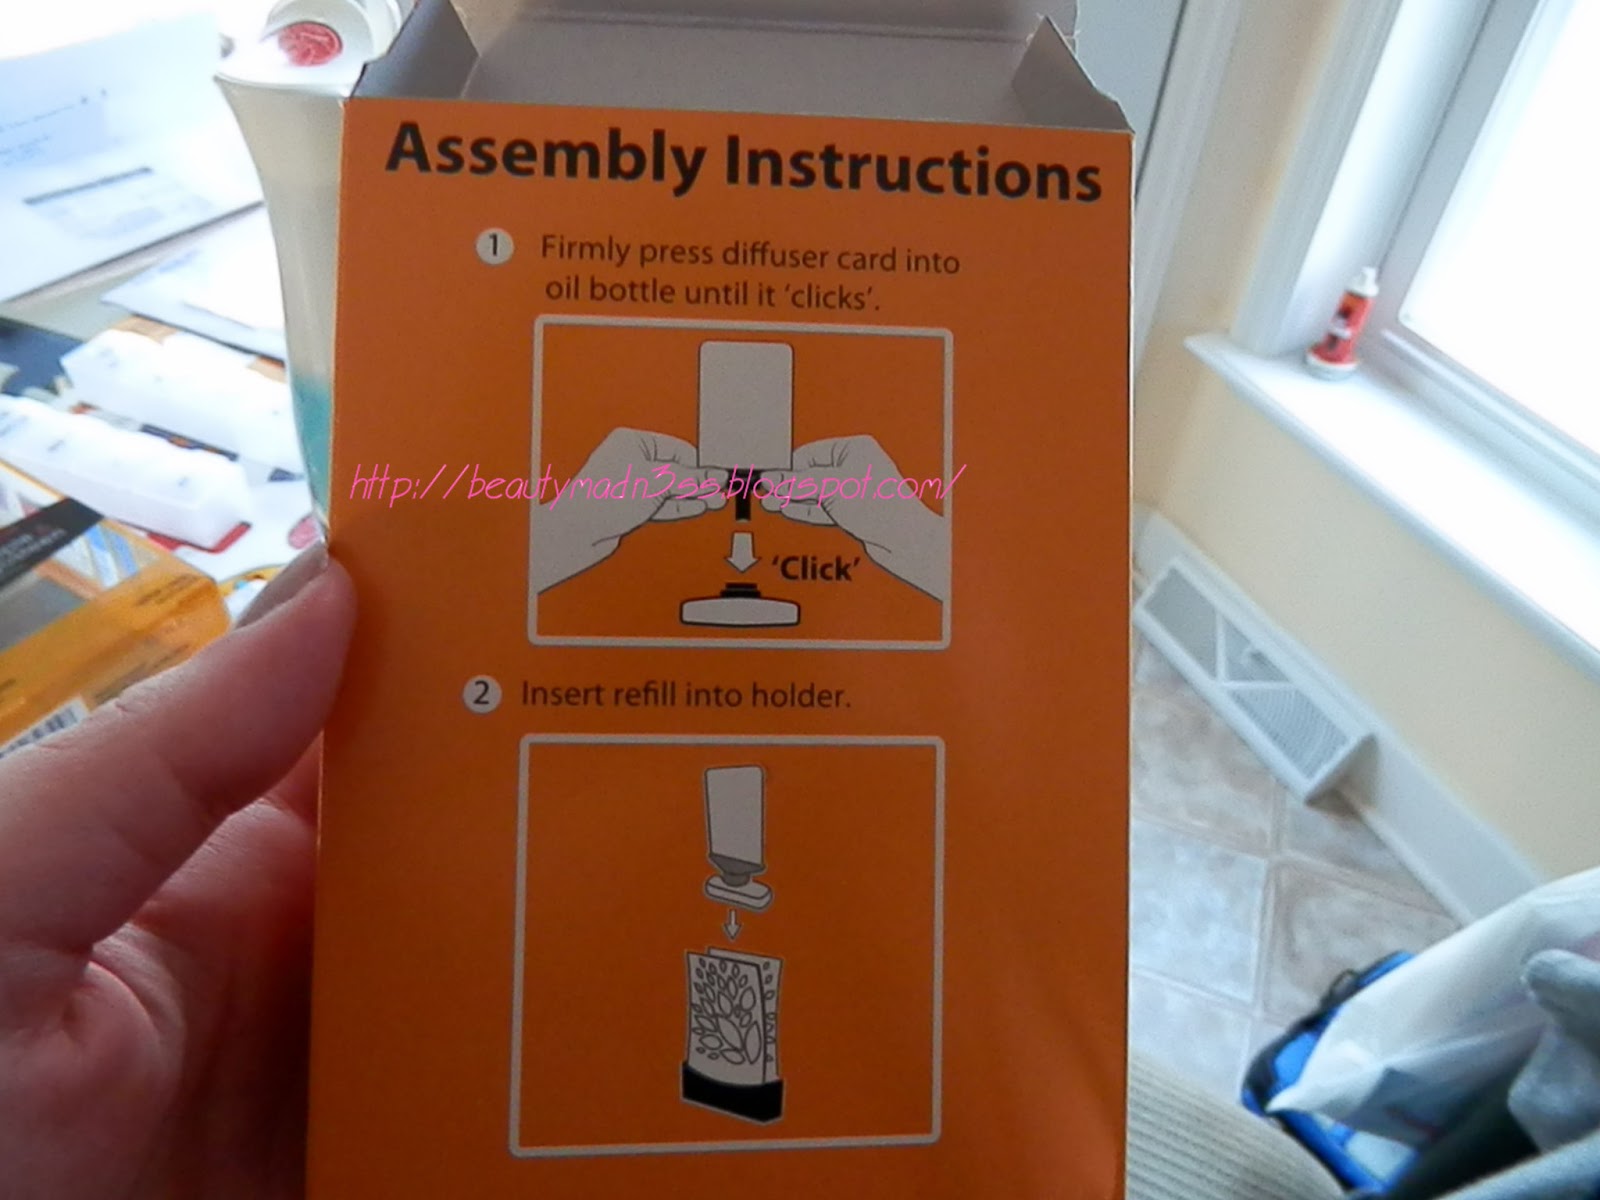 Assembly Instructions
1 Firmly press diffuser card into
oil bottle until it ‘clicks’.
http://beautymadn3ss.blogspot.com/
‘Click’
2 Insert refill into holder.